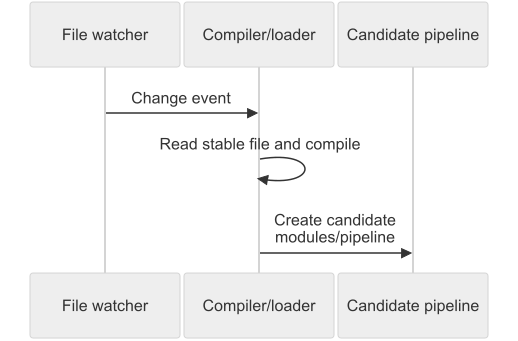 File watcher
Compiler/loader
Candidate pipeline
Change event
Read stable file and compile
Create candidate
modules/pipeline
File watcher
Compiler/loader
Candidate pipeline